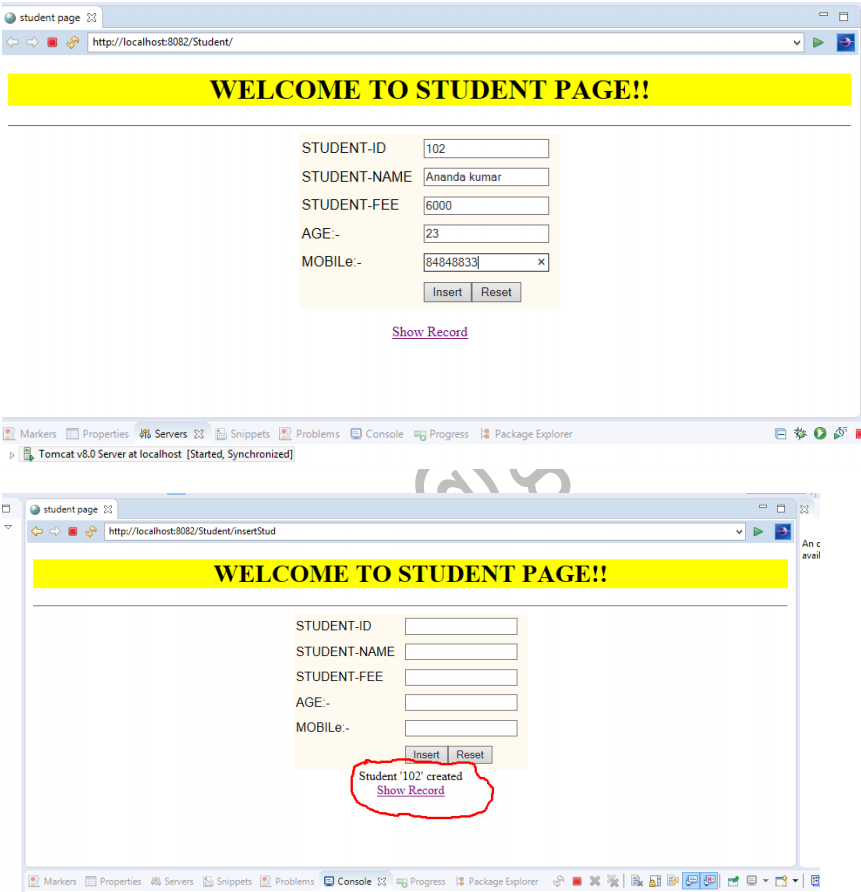 student page
http://localhost:8082/Student/
WELCOME TO STUDENT PAGE!!
STUDENT-ID 102
STUDENT-NAME Ananda kumar
STUDENT-FEE 6000
AGE:- 23
MOBILe:- 84848833
Insert Reset
Show Record
Markers Properties Servers Snippets Problems Console Progress Package Explorer
Tomcat v8.0 Server at localhost [Started, Synchronized]
student page
http://localhost:8082/Student/insertStud
An
avail
WELCOME TO STUDENT PAGE!!
STUDENT-ID
STUDENT-NAME
STUDENT-FEE
AGE:-
MOBILe:-
Insert Reset
Student '102' created
Show Record
Markers Properties Servers Snippets Problems Console Progress Package Explorer